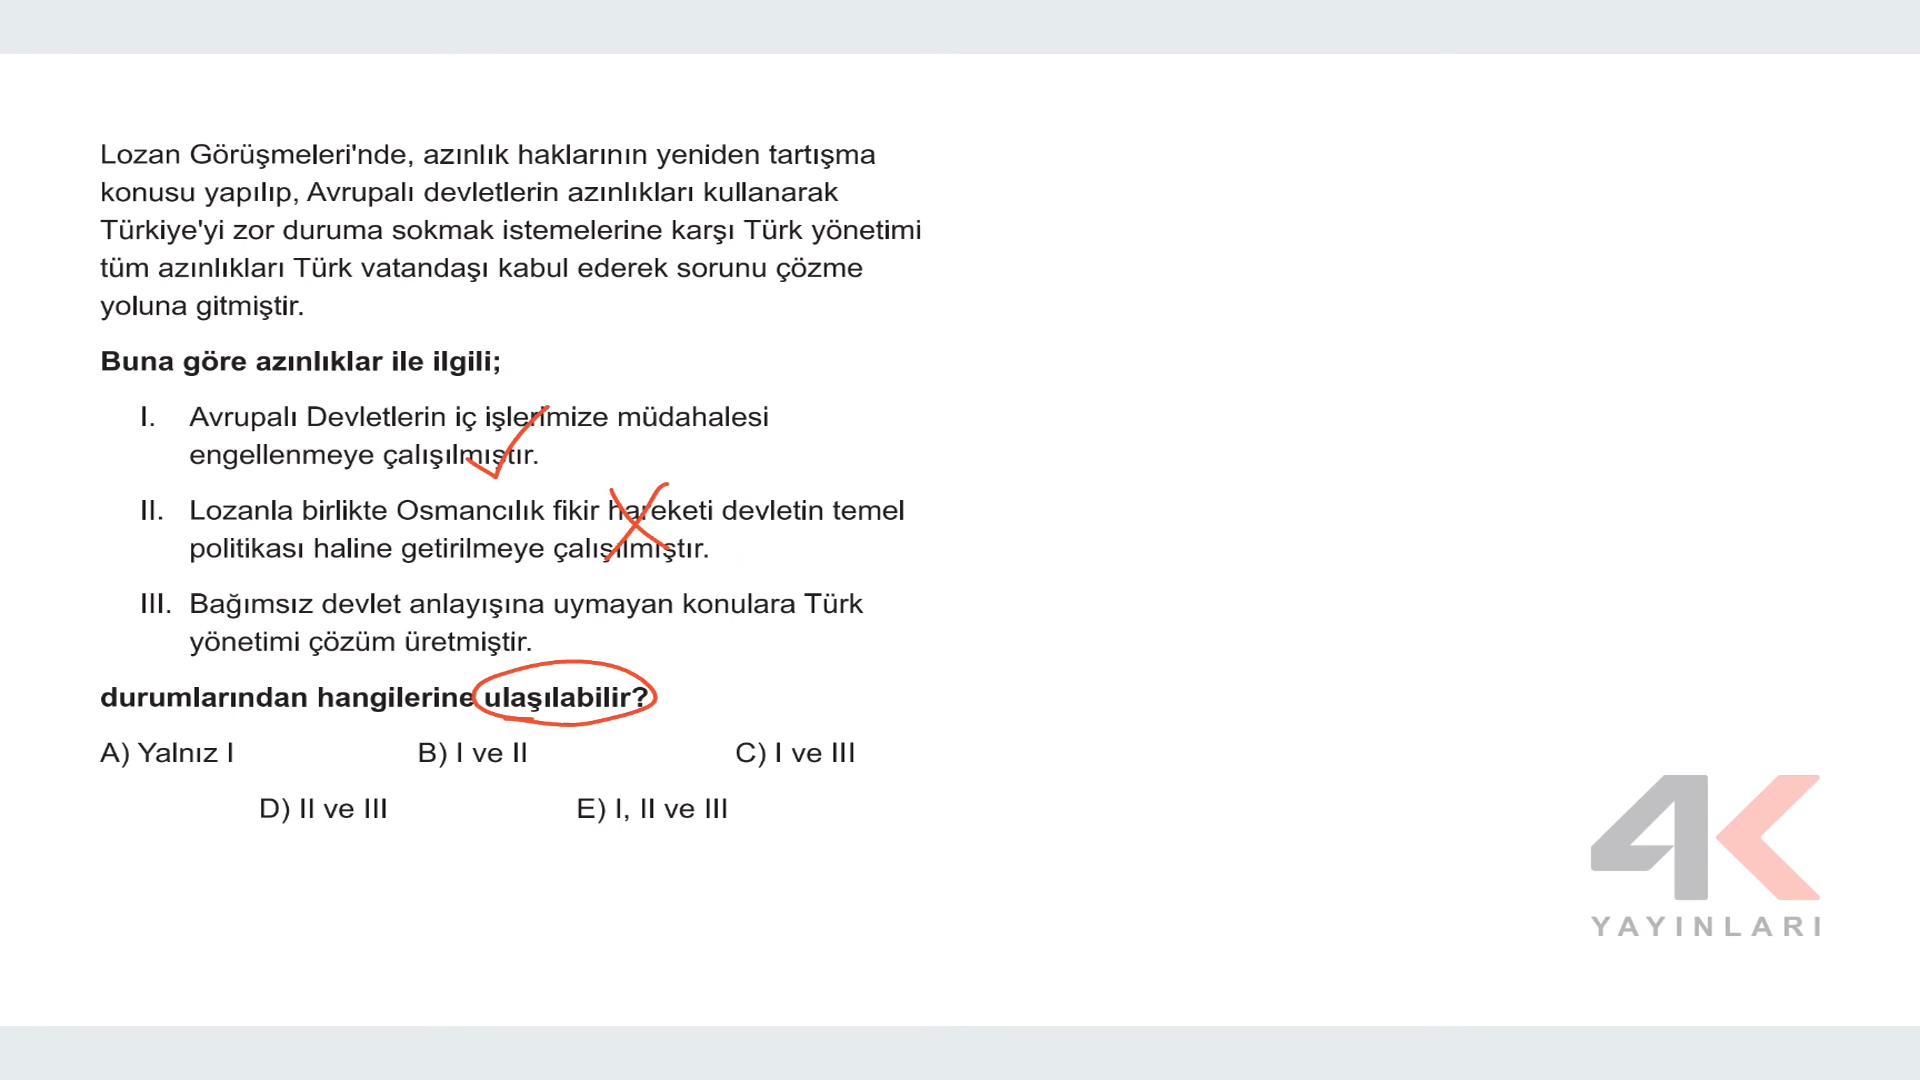 Lozan Görüşmeleri'nde, azınlık haklarının yeniden tartışma
konusu yapılıp, Avrupalı devletlerin azınlıkları kullanarak
Türkiye'yi zor duruma sokmak istemelerine karşı Türk yönetimi
tüm azınlıkları Türk vatandaşı kabul ederek sorunu çözme
yoluna gitmiştir.
Buna göre azınlıklar ile ilgili;
I. Avrupalı Devletlerin iç işlerimize müdahalesi
engellenmeye çalışılmıştır.
II. Lozanla birlikte Osmancılık fikir hareketi devletin temel
politikası haline getirilmeye çalışılmıştır.
III. Bağımsız devlet anlayışına uymayan konulara Türk
yönetimi çözüm üretmiştir.
durumlarından hangilerine ulaşılabilir?
A) Yalnız I B) I ve II C) I ve III
D) II ve III E) I, II ve III
4K
YAYINLARI